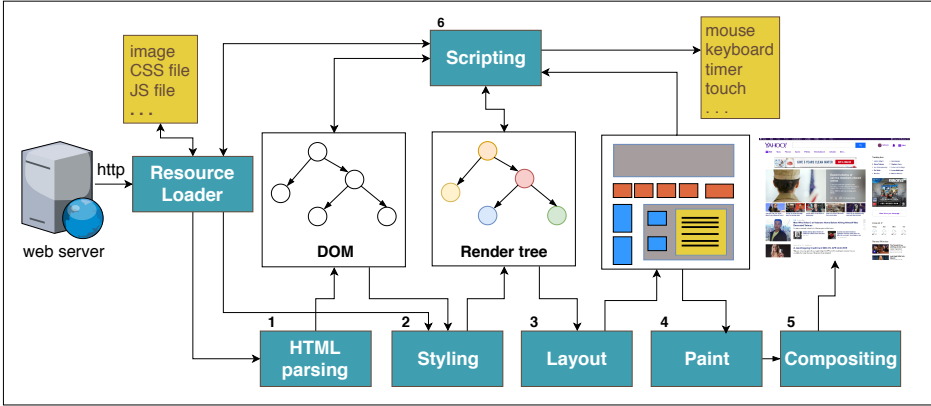 6
Scripting
image
CSS file
JS file
. . .
mouse
keyboard
timer
touch
. . .
http
Resource
Loader
web server
DOM
Render tree
YAHOO!
1
HTML
parsing
2
Styling
3
Layout
4
Paint
5
Compositing